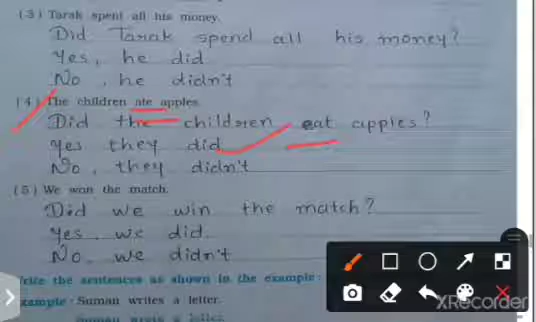 (3) Tarak spent all his money.
Did Tarak spend all his money?
Yes, he did
No, he didn't
(4) The children ate apples.
Did the children eat apples?
Yes they did
No, they didn't
(5) We won the match.
Did we win the match?
Yes, we did.
No, we didn't
Write the sentences as shown in the example:
Example: Suman writes a letter.
Suman wrote a letter.
XRecorder